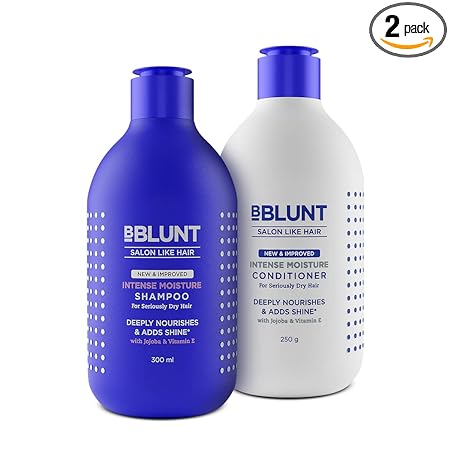 2
pack
BBLUNT
SALON LIKE HAIR
NEW & IMPROVED
INTENSE MOISTURE
SHAMPOO
For Seriously Dry Hair
DEEPLY NOURISHES
& ADDS SHINE*
with Jojoba & Vitamin E
300 ml
BBLUNT
SALON LIKE HAIR
NEW & IMPROVED
INTENSE MOISTURE
CONDITIONER
For Seriously Dry Hair
DEEPLY NOURISHES
& ADDS SHINE*
with Jojoba & Vitamin E
250 g